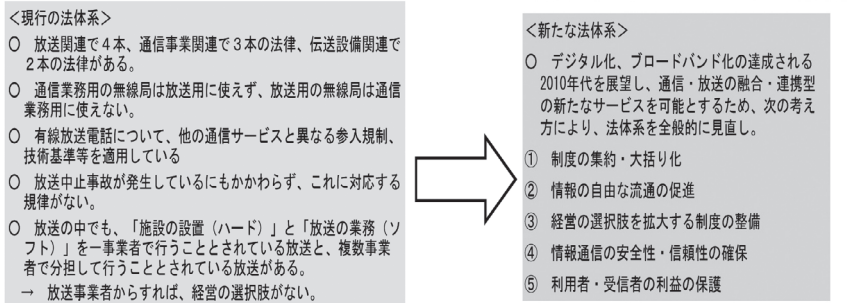 ＜現行の法体系＞
○　放送関連で４本、通信事業関連で３本の法律、伝送設備関連で
２本の法律がある。
○　通信業務用の無線局は放送用に使えず、放送用の無線局は通信
業務用に使えない。
○　有線放送電話について、他の通信サービスと異なる参入規制、
技術基準等を適用している
○　放送中止事故が発生しているにもかかわらず、これに対応する
規律がない。
○　放送の中でも、「施設の設置（ハード）」と「放送の業務（ソ
フト）」を一事業者で行うこととされている放送と、複数事業
者で分担して行うこととされている放送がある。
→　放送事業者からすれば、経営の選択肢がない。
＜新たな法体系＞
○　デジタル化、ブロードバンド化の達成される
2010年代を展望し、通信・放送の融合・連携型
の新たなサービスを可能とするため、次の考え
方により、法体系を全般的に見直し。
①　制度の集約・大括り化
②　情報の自由な流通の促進
③　経営の選択肢を拡大する制度の整備
④　情報通信の安全性・信頼性の確保
⑤　利用者・受信者の利益の保護